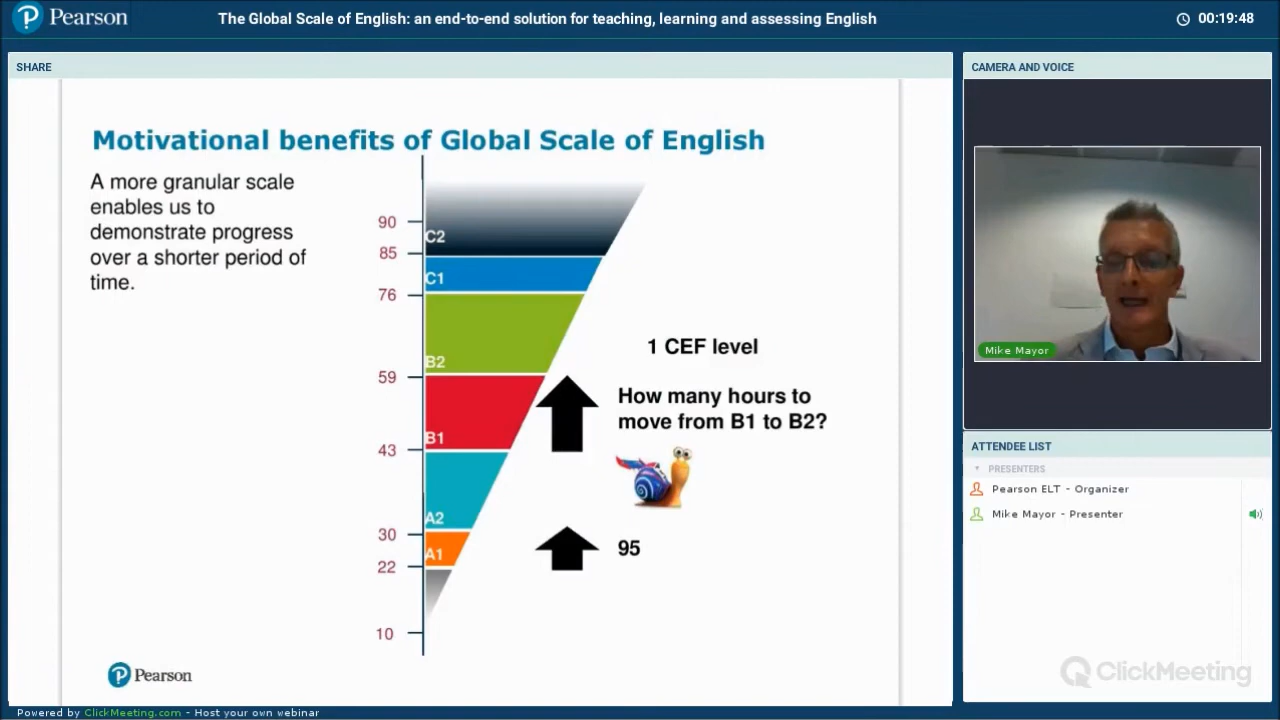 Pearson
The Global Scale of English: an end-to-end solution for teaching, learning and assessing English
00:19:48
SHARE
CAMERA AND VOICE
Motivational benefits of Global Scale of English
A more granular scale
enables us to
demonstrate progress
over a shorter period of
time.
90
C2
85
C1
76
B2
59
B1
43
A2
30
A1
22
10
1 CEF level
How many hours to
move from B1 to B2?
95
Pearson
Mike Mayor
ATTENDEE LIST
PRESENTERS
Pearson ELT - Organizer
Mike Mayor - Presenter
ClickMeeting
Powered by ClickMeeting.com - Host your own webinar